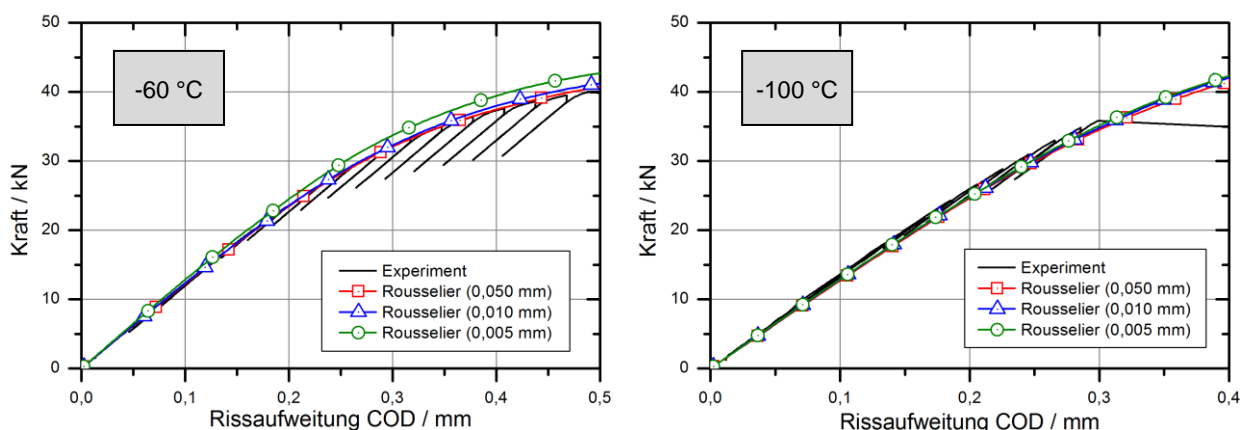 -60 °C
Kraft / kN
50
40
30
20
10
0
0,0 0,1 0,2 0,3 0,4 0,5
Rissaufweitung COD / mm
Experiment
Rousselier (0,050 mm)
Rousselier (0,010 mm)
Rousselier (0,005 mm)
-100 °C
Kraft / kN
50
40
30
20
10
0
0,0 0,1 0,2 0,3 0,4
Rissaufweitung COD / mm
Experiment
Rousselier (0,050 mm)
Rousselier (0,010 mm)
Rousselier (0,005 mm)